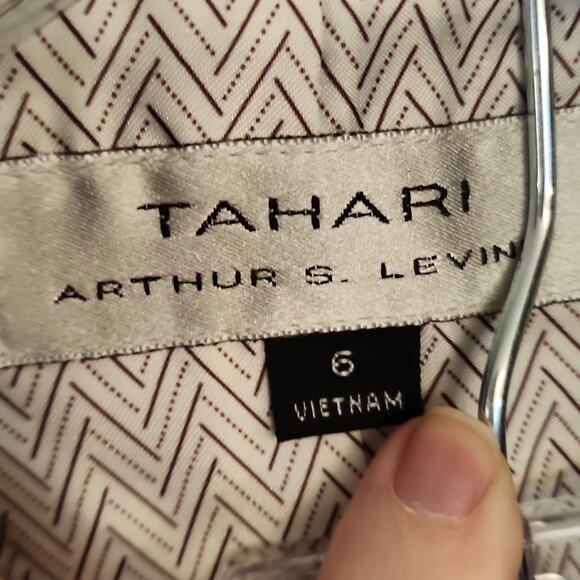 TAHARI
ARTHUR S. LEVIN
6
VIETNAM